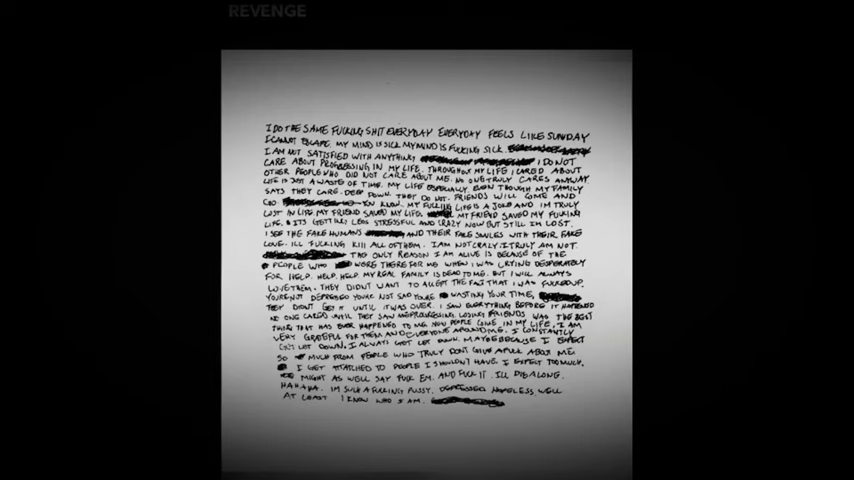 REVENGE
I DO THE SAME FUCKING SHIT EVERYDAY EVERYDAY FEELS LIKE SUNDAY
I CANNOT ESCAPE. MY MIND IS SICK MY MIND IS FUCKING SICK.
I AM NOT SATISFIED WITH ANYTHING I DO NOT
CARE ABOUT PROGRESSING IN MY LIFE. THROUGHOUT MY LIFE I CARED ABOUT
OTHER PEOPLE WHO DID NOT CARE ABOUT ME. NO ONE TRULY CARES ANYWAY.
LIFE IS JUST A WASTE OF TIME. MY LIFE ESPECIALLY. EVEN THOUGH MY FAMILY
SAYS THEY CARE. DEEP DOWN. THEY DO NOT. FRIENDS WILL COME AND
GO. YOU KNOW. MY FUCKING LIFE IS A JOKE AND IM TRULY
LOST IN LIFE MY FRIEND SAVED MY LIFE. MY FRIEND SAVED MY FUCKING
LIFE. & ITS GETTING LESS STRESSFUL AND CRAZY NOW BUT STILL IM LOST.
I SEE THE FAKE HUMANS AND THEIR FAKE SMILES WITH THEIR FAKE
LOVE. ILL FUCKING KILL ALL OF THEM. I AM NOT CRAZY. I TRULY AM NOT.
THE ONLY REASON I AM ALIVE IS BECAUSE OF THE
PEOPLE WHO WERE THERE FOR ME WHEN I WAS CRYING DESPERATELY
FOR HELP. HELP. HELP. MY REAL FAMILY IS DEAD TO ME. BUT I WILL ALWAYS
LOVE THEM. THEY DIDNT WANT TO ACCEPT THE FACT THAT I WAS FUCKED UP.
YOURE NOT DEPRESSED YOURE NOT SAD YOURE WASTING YOUR TIME,
THEY DIDNT GET IT UNTIL IT WAS OVER. I SAW EVERYTHING BEFORE IT HAPPENED
NO ONE CARED UNTIL THEY SAW ME PROGRESSING. LOSING FRIENDS WAS THE BEST
THING THAT HAS EVER HAPPENED TO ME. NEW PEOPLE COME IN MY LIFE. I AM
VERY GRATEFUL FOR THEM AND EVERYONE AROUND ME. I CONSTANTLY
GET LET DOWN. I ALWAYS GET LET DOWN. MAYBE BECAUSE I EXPECT
SO MUCH FROM PEOPLE WHO TRULY DONT GIVE A FUCK ABOUT ME
I GET ATTACHED TO PEOPLE I SHOULDN'T HAVE. I EXPECT TOO MUCH.
MIGHT AS WELL SAY FUCK EM. AND FUCK IT. ILL DIE ALONE.
HAHAHA. IM SUCH A FUCKING PUSSY. DEPRESSED HOPELESS. WELL
AT LEAST I KNOW WHO I AM.